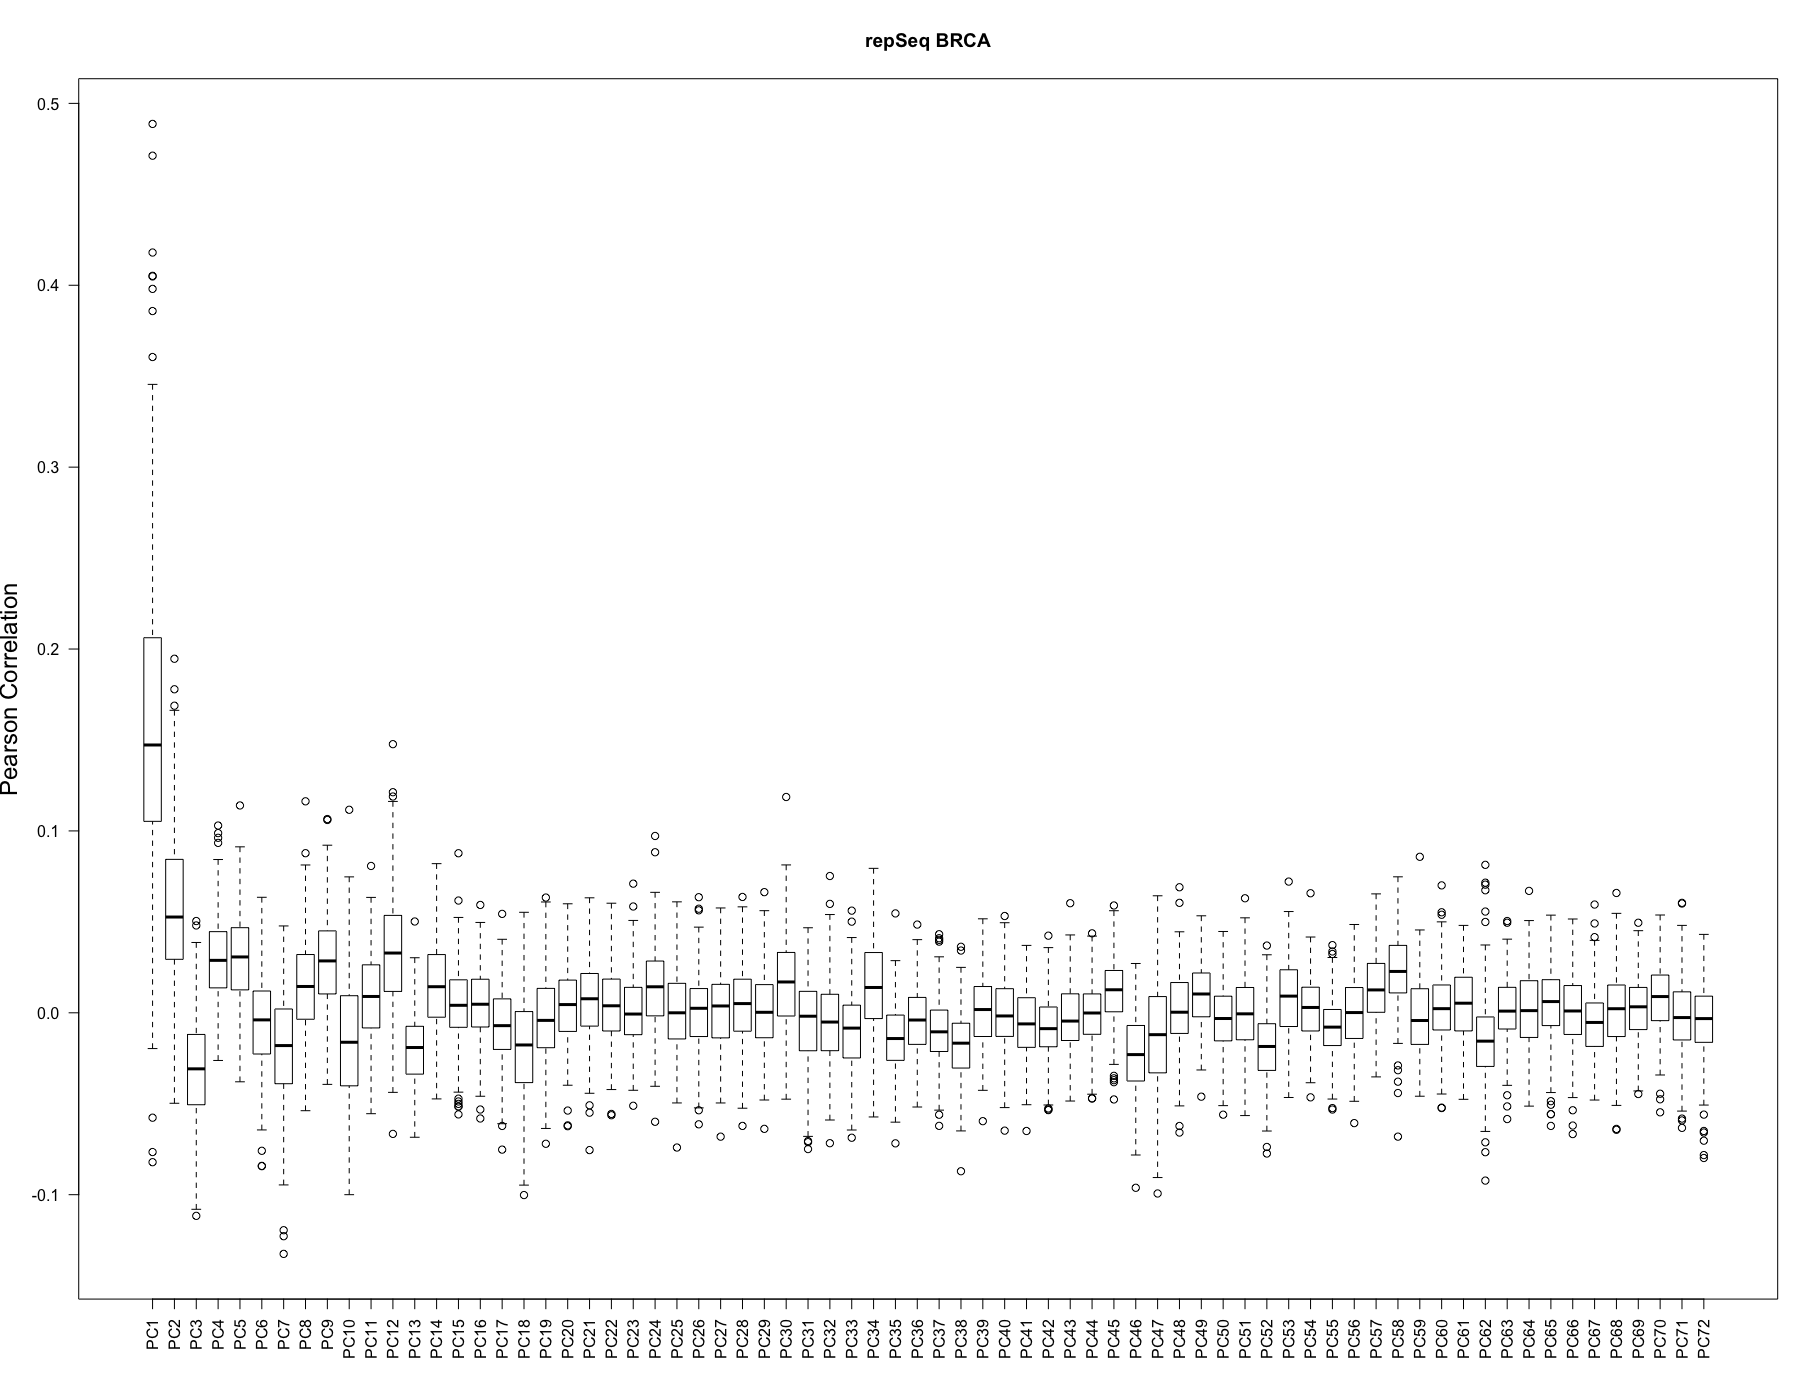 repSeq BRCA
0.5
0.4
0.3
0.2
0.1
0.0
-0.1
Pearson Correlation
PC1
PC2
PC3
PC4
PC5
PC6
PC7
PC8
PC9
PC10
PC11
PC12
PC13
PC14
PC15
PC16
PC17
PC18
PC19
PC20
PC21
PC22
PC23
PC24
PC25
PC26
PC27
PC28
PC29
PC30
PC31
PC32
PC33
PC34
PC35
PC36
PC37
PC38
PC39
PC40
PC41
PC42
PC43
PC44
PC45
PC46
PC47
PC48
PC49
PC50
PC51
PC52
PC53
PC54
PC55
PC56
PC57
PC58
PC59
PC60
PC61
PC62
PC63
PC64
PC65
PC66
PC67
PC68
PC69
PC70
PC71
PC72